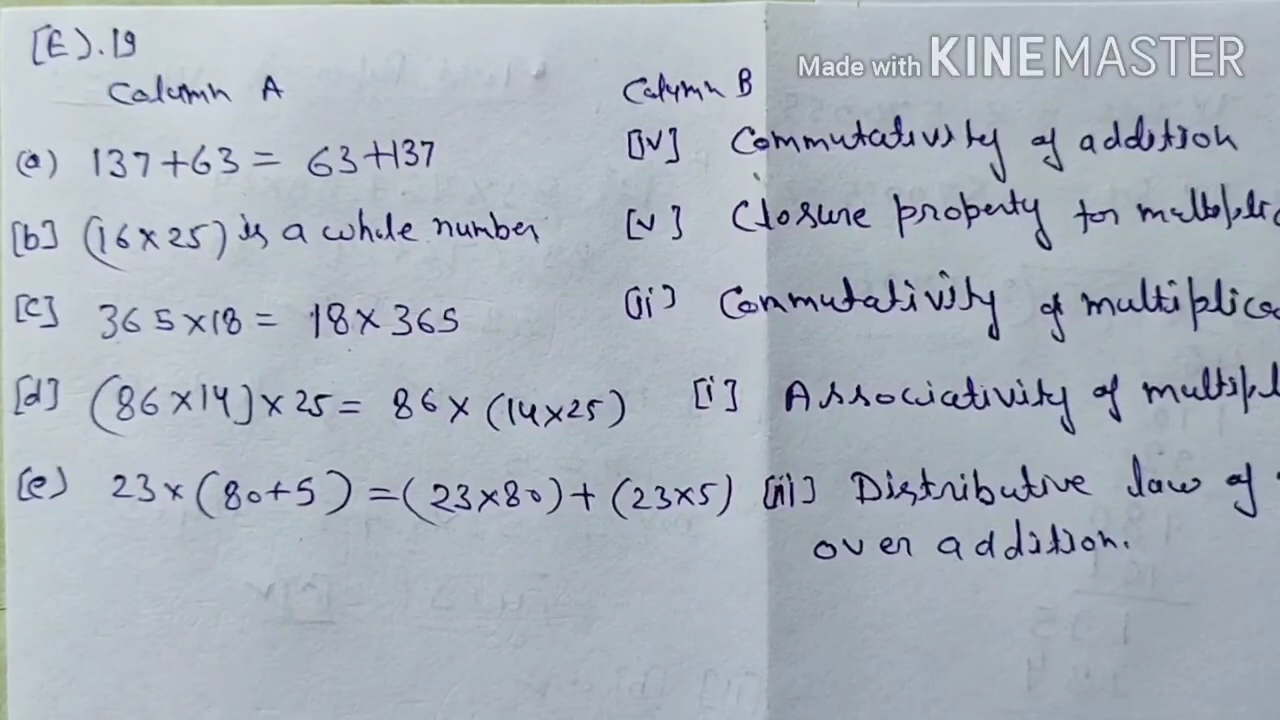 [E].19
Made with KINEMASTER
Column A Column B
(a) 137+63 = 63+137 [iv] Commutativity of addition
[b] (16×25) is a whole number [v] Closure property for
[c] 365×18 = 18×365 [ii] Commutativity of
[d] (86×14)×25 = 86×(14×25) [i] Associativity of
(e) 23×(80+5) = (23×80)+(23×5) Distributive law of
over addition.